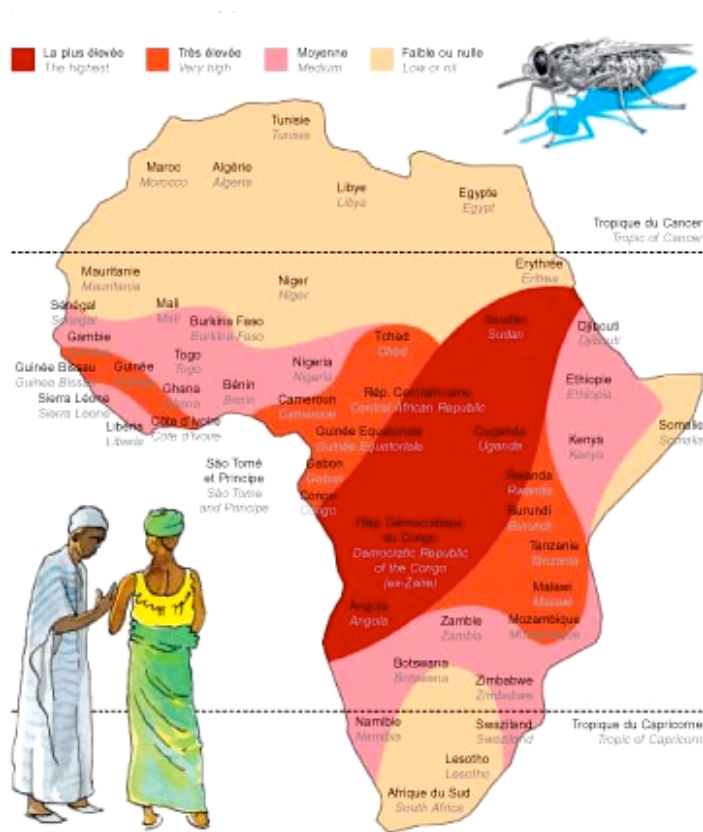 La plus élevée
The highest
Très élevée
Very high
Moyenne
Medium
Faible ou nulle
Low or nil
Tunisie
Tunisia
Maroc
Morocco
Algérie
Algeria
Libye
Libya
Egypte
Egypt
Tropique du Cancer
Tropic of Cancer
Mauritanie
Mauritania
Niger
Niger
Erythrée
Eritrea
Sénégal
Senegal
Mali
Mali
Burkina Faso
Burkina Faso
Tchad
Chad
Soudan
Sudan
Djibouti
Djibouti
Gambie
Guinée Bissau
Guinea Bissau
Guinée
Togo
Togo
Nigeria
Nigeria
Ethiopie
Ethiopia
Sierra Léone
Sierra Leone
Ghana
Ghana
Bénin
Benin
Cameroun
Cameroon
Rép. Centrafricaine
Central African Republic
Libéria
Liberia
Côte d'Ivoire
Côte d'Ivoire
Guinée Equatoriale
Guinée Equatoriale
Ouganda
Uganda
Kenya
Kenya
Somalie
Somalia
São Tomé
et Principe
São Tome
and Principe
Gabon
Gabon
Congo
Congo
Rwanda
Rwanda
Burundi
Burundi
Rép. Démocratique
du Congo
Democratic Republic
of the Congo
(ex-Zaire)
Tanzanie
Tanzania
Malawi
Malawi
Angola
Angola
Zambie
Zambia
Mozambique
Mozambique
Botswana
Botswana
Zimbabwe
Zimbabwe
Namibie
Namibia
Swaziland
Swaziland
Tropique du Capricorne
Tropic of Capricorn
Lesotho
Lesotho
Afrique du Sud
South Africa